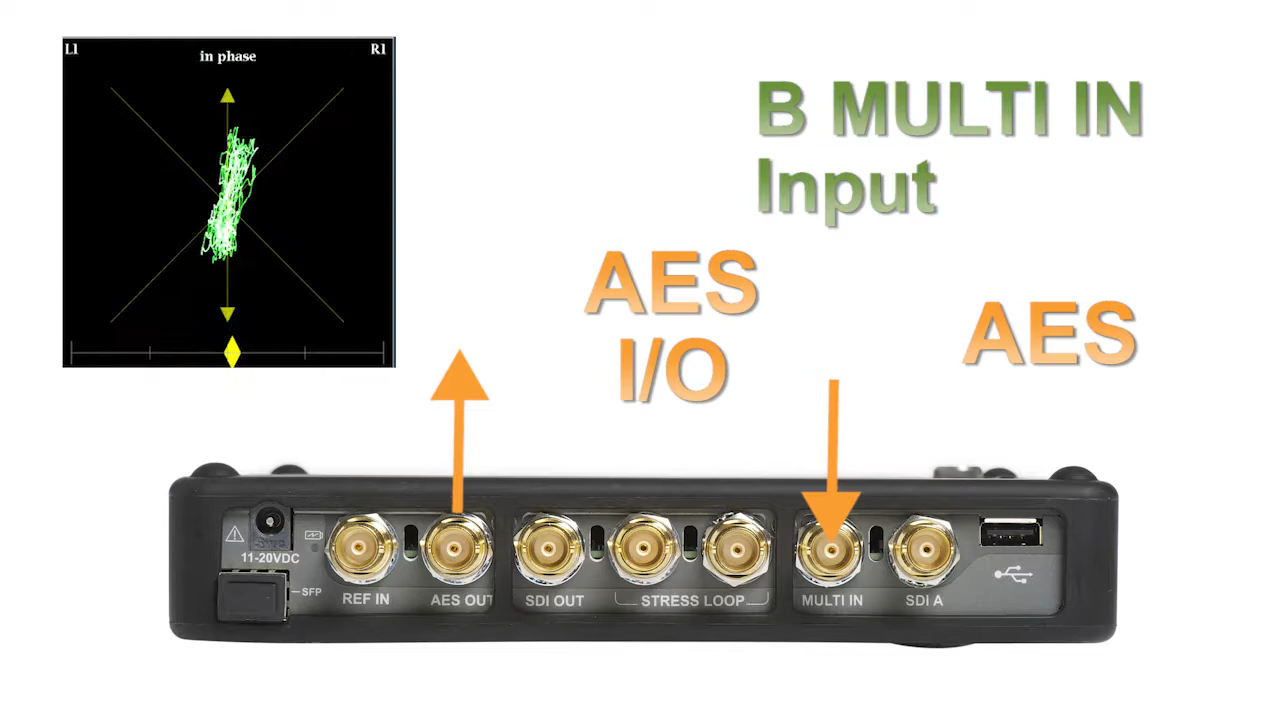 L1
R1
in phase
B MULTI IN
Input
AES
I/O
AES
11-20VDC
SFP
REF IN
AES OUT
SDI OUT
STRESS LOOP
MULTI IN
SDI A